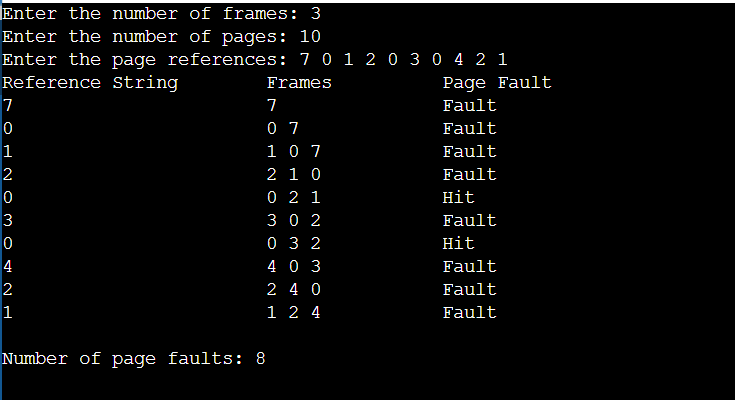 Enter the number of frames: 3
Enter the number of pages: 10
Enter the page references: 7 0 1 2 0 3 0 4 2 1
Reference String        Frames          Page Fault
7                       7               Fault
0                       0 7             Fault
1                       1 0 7           Fault
2                       2 1 0           Fault
0                       0 2 1           Hit
3                       3 0 2           Fault
0                       0 3 2           Hit
4                       4 0 3           Fault
2                       2 4 0           Fault
1                       1 2 4           Fault
Number of page faults: 8